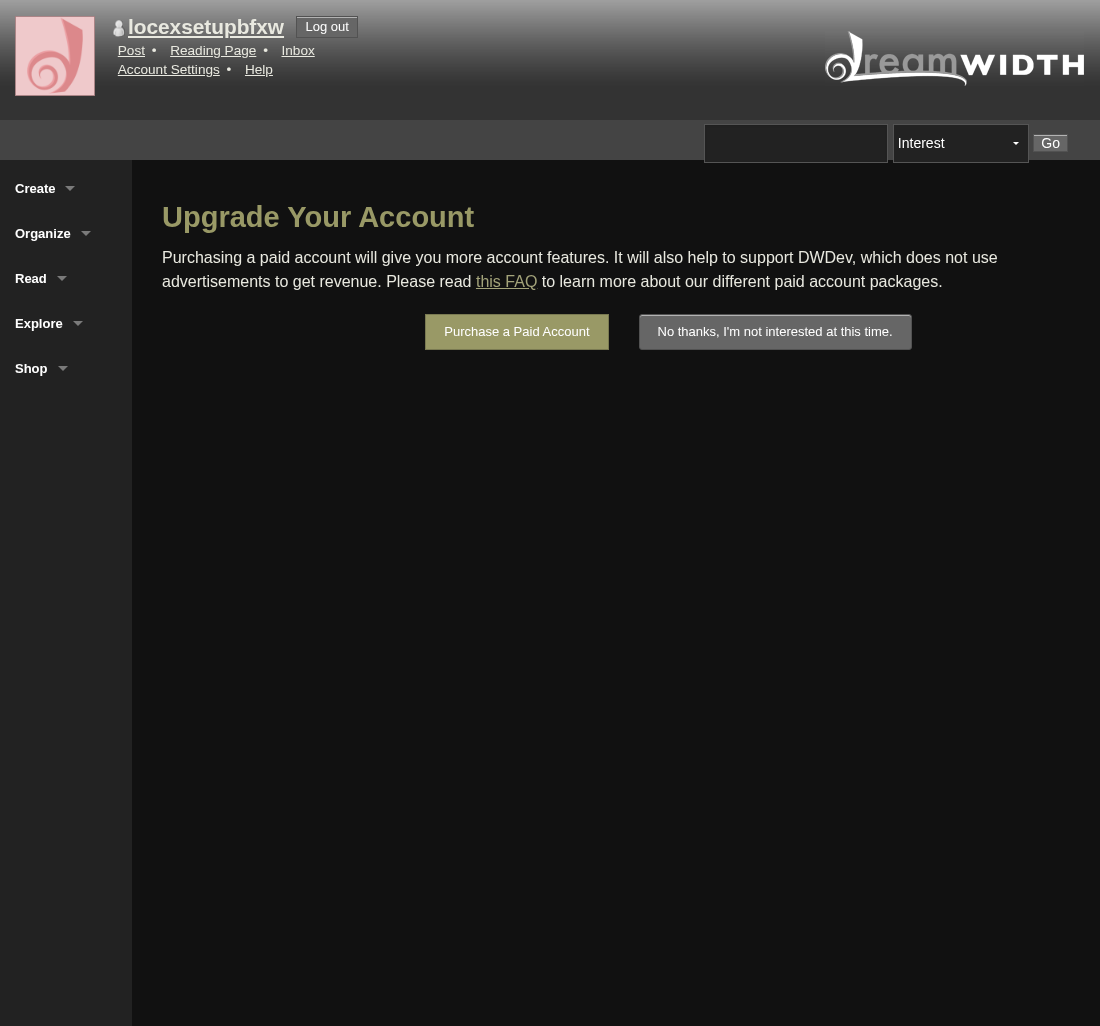 locexsetupbfxw Log out
Post • Reading Page • Inbox
Account Settings • Help
dreamwidth
Interest Go
Create
Organize
Read
Explore
Shop
Upgrade Your Account
Purchasing a paid account will give you more account features. It will also help to support DWDev, which does not use
advertisements to get revenue. Please read this FAQ to learn more about our different paid account packages.
Purchase a Paid Account No thanks, I'm not interested at this time.